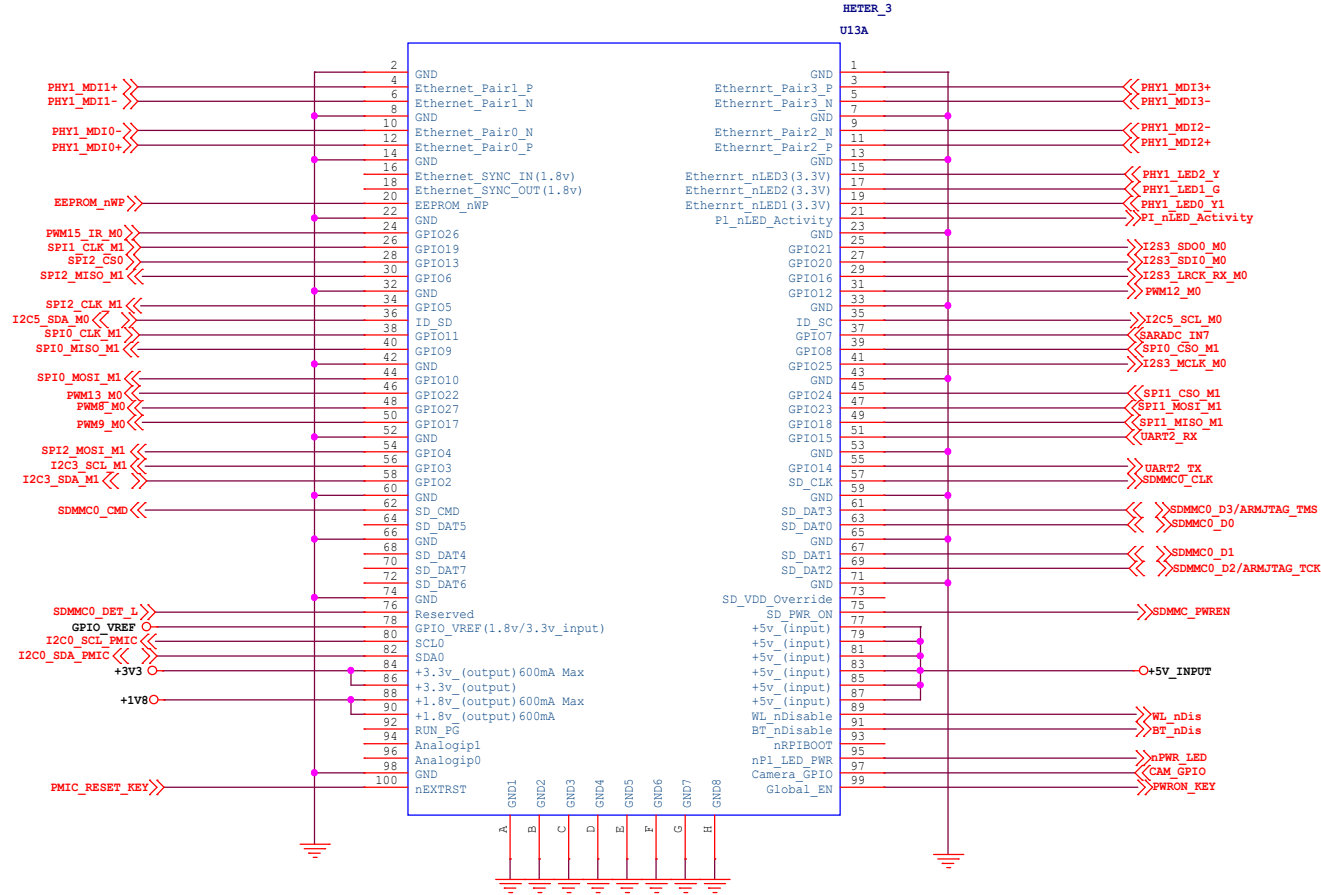 HETER_3
U13A
2
GND
4
PHY1_MDI1+
Ethernet_Pair1_P
6
PHY1_MDI1-
Ethernet_Pair1_N
8
GND
10
PHY1_MDI0-
Ethernet_Pair0_N
12
PHY1_MDI0+
Ethernet_Pair0_P
14
GND
16
Ethernet_SYNC_IN(1.8v)
18
Ethernet_SYNC_OUT(1.8v)
20
EEPROM_nWP
EEPROM_nWP
22
GND
24
PWM15_IR_M0
GPIO26
26
SPI1_CLK_M1
GPIO19
28
SPI2_CS0
GPIO13
30
SPI2_MISO_M1
GPIO6
32
GND
34
SPI2_CLK_M1
GPIO5
36
I2C5_SDA_M0
ID_SD
38
SPI0_CLK_M1
GPIO11
40
SPI0_MISO_M1
GPIO9
42
GND
44
SPI0_MOSI_M1
GPIO10
46
PWM13_M0
GPIO22
48
PWM8_M0
GPIO27
50
PWM9_M0
GPIO17
52
GND
54
SPI2_MOSI_M1
GPIO4
56
I2C3_SCL_M1
GPIO3
58
I2C3_SDA_M1
GPIO2
60
GND
62
SDMMC0_CMD
SD_CMD
64
SD_DAT5
66
GND
68
SD_DAT4
70
SD_DAT7
72
SD_DAT6
74
GND
76
SDMMC0_DET_L
Reserved
78
GPIO_VREF
GPIO_VREF(1.8v/3.3v_input)
80
I2C0_SCL_PMIC
SCL0
82
I2C0_SDA_PMIC
SDA0
84
+3V3
+3.3v_(output)600mA Max
86
+3.3v_(output)
88
+1V8
+1.8v_(output)600mA Max
90
+1.8v_(output)600mA
92
RUN_PG
94
Analogip1
96
Analogip0
98
GND
100
PMIC_RESET_KEY
nEXTRST
1
GND
3
Ethernrt_Pair3_P
PHY1_MDI3+
5
Ethernrt_Pair3_N
PHY1_MDI3-
7
GND
9
Ethernrt_Pair2_N
PHY1_MDI2-
11
Ethernrt_Pair2_P
PHY1_MDI2+
13
GND
15
Ethernrt_nLED3(3.3V)
PHY1_LED2_Y
17
Ethernrt_nLED2(3.3V)
PHY1_LED1_G
19
Ethernrt_nLED1(3.3V)
PHY1_LED0_Y1
21
Pl_nLED_Activity
PI_nLED_Activity
23
GND
25
GPIO21
I2S3_SDO0_M0
27
GPIO20
I2S3_SDI0_M0
29
GPIO16
I2S3_LRCK_RX_M0
31
GPIO12
PWM12_M0
33
GND
35
ID_SC
I2C5_SCL_M0
37
GPIO7
SARADC_IN7
39
GPIO8
SPI0_CSO_M1
41
GPIO25
I2S3_MCLK_M0
43
GND
45
GPIO24
SPI1_CSO_M1
47
GPIO23
SPI1_MOSI_M1
49
GPIO18
SPI1_MISO_M1
51
GPIO15
UART2_RX
53
GND
55
GPIO14
UART2_TX
57
SD_CLK
SDMMC0_CLK
59
GND
61
SD_DAT3
SDMMC0_D3/ARMJTAG_TMS
63
SD_DAT0
SDMMC0_D0
65
GND
67
SD_DAT1
SDMMC0_D1
69
SD_DAT2
SDMMC0_D2/ARMJTAG_TCK
71
GND
73
SD_VDD_Override
75
SD_PWR_ON
SDMMC_PWREN
77
+5v_(input)
79
+5v_(input)
81
+5v_(input)
83
+5v_(input)
+5V_INPUT
85
+5v_(input)
87
+5v_(input)
89
WL_nDisable
WL_nDis
91
BT_nDisable
BT_nDis
93
nRPIBOOT
95
nPl_LED_PWR
nPWR_LED
97
Camera_GPIO
CAM_GPIO
99
Global_EN
PWRON_KEY
GND1
GND2
GND3
GND4
GND5
GND6
GND7
GND8
A
B
C
D
E
F
G
H